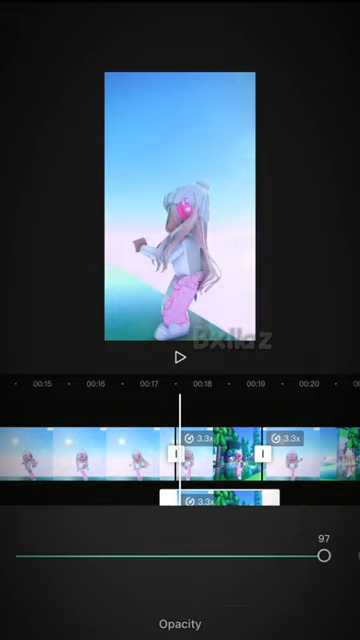 Bxllaz
00:15
00:16
00:17
00:18
00:19
00:20
3.3x
3.3x
3.3x
97
Opacity